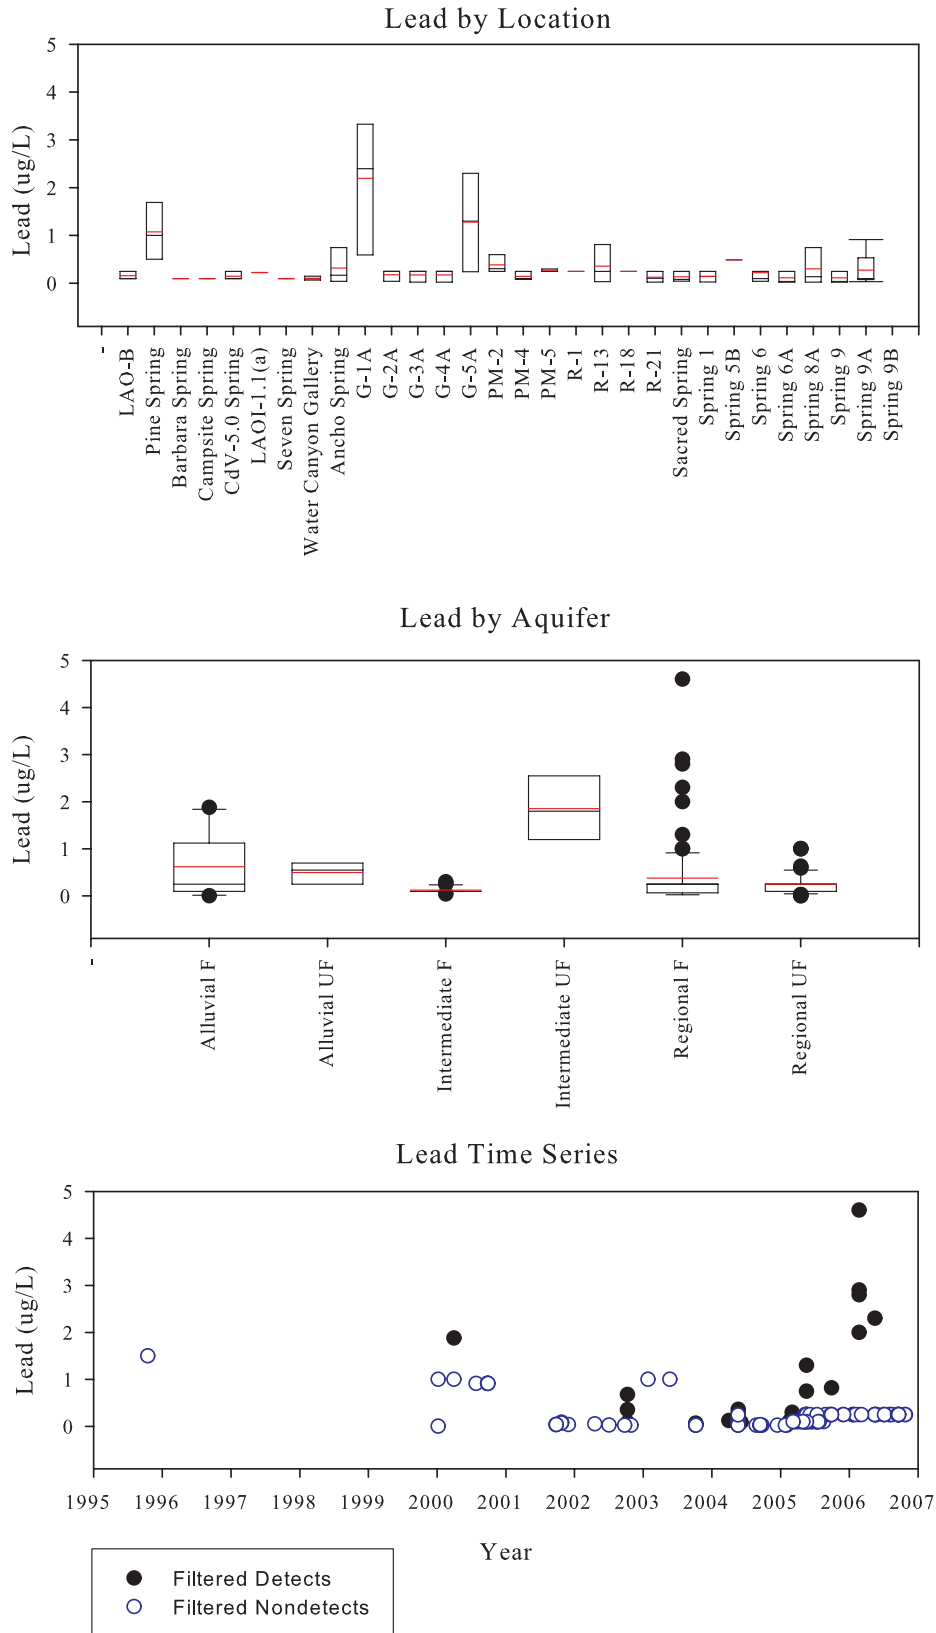 Lead by Location
Lead (ug/L)
5
4
3
2
1
0
-
LAO-B
Pine Spring
Barbara Spring
Campsite Spring
CdV-5.0 Spring
LAOI-1.1(a)
Seven Spring
Water Canyon Gallery
Ancho Spring
G-1A
G-2A
G-3A
G-4A
G-5A
PM-2
PM-4
PM-5
R-1
R-13
R-18
R-21
Sacred Spring
Spring 1
Spring 5B
Spring 6
Spring 6A
Spring 8A
Spring 9
Spring 9A
Spring 9B
Lead by Aquifer
Lead (ug/L)
5
4
3
2
1
0
-
Alluvial F
Alluvial UF
Intermediate F
Intermediate UF
Regional F
Regional UF
Lead Time Series
Lead (ug/L)
5
4
3
2
1
0
1995 1996 1997 1998 1999 2000 2001 2002 2003 2004 2005 2006 2007
Year
Filtered Detects
Filtered Nondetects